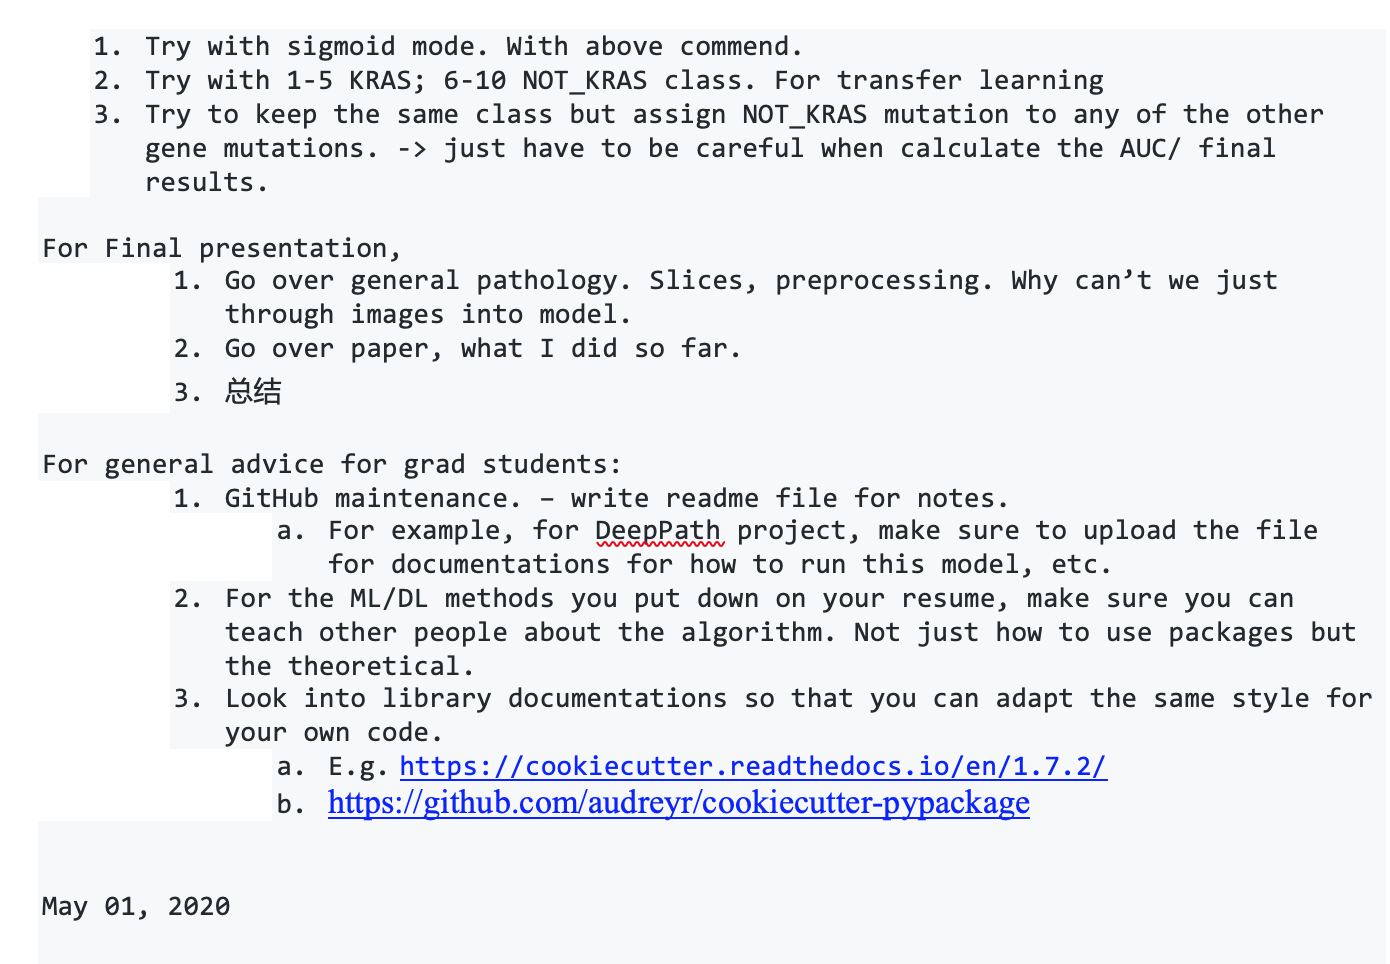 1. Try with sigmoid mode. With above commend.
2. Try with 1-5 KRAS; 6-10 NOT_KRAS class. For transfer learning
3. Try to keep the same class but assign NOT_KRAS mutation to any of the other
gene mutations. -> just have to be careful when calculate the AUC/ final
results.
For Final presentation,
1. Go over general pathology. Slices, preprocessing. Why can’t we just
through images into model.
2. Go over paper, what I did so far.
3. 总结
For general advice for grad students:
1. GitHub maintenance. – write readme file for notes.
a. For example, for DeepPath project, make sure to upload the file
for documentations for how to run this model, etc.
2. For the ML/DL methods you put down on your resume, make sure you can
teach other people about the algorithm. Not just how to use packages but
the theoretical.
3. Look into library documentations so that you can adapt the same style for
your own code.
a. E.g. https://cookiecutter.readthedocs.io/en/1.7.2/
b. https://github.com/audreyr/cookiecutter-pypackage
May 01, 2020